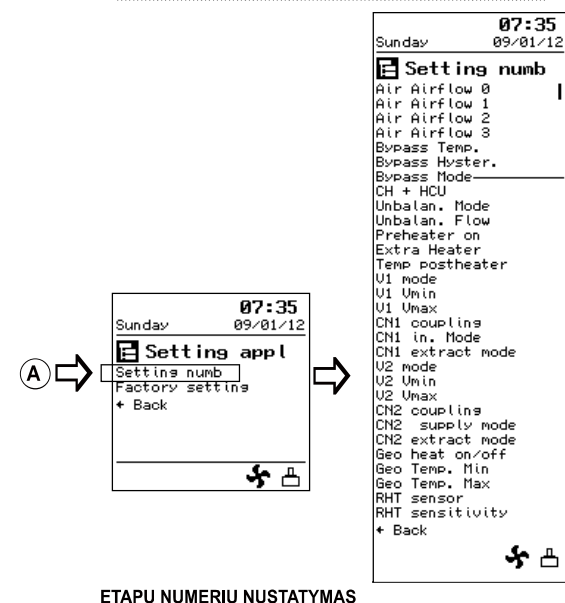 07:35
Sunday 09/01/12
Setting numb
Air Airflow 0
Air Airflow 1
Air Airflow 2
Air Airflow 3
Bypass Temp.
Bypass Hyster.
Bypass Mode
CH + HCU
Unbalan. Mode
Unbalan. Flow
Preheater on
Extra Heater
Temp postheater
V1 mode
V1 Vmin
V1 Vmax
CN1 coupling
CN1 in. Mode
CN1 extract mode
V2 mode
V2 Vmin
V2 Vmax
CN2 coupling
CN2 supply mode
CN2 extract mode
Geo heat on/off
Geo Temp. Min
Geo Temp. Max
RHT sensor
RHT sensitivity
← Back
A
07:35
Sunday 09/01/12
Setting appl
Setting numb
Factory setting
← Back
ETAPU NUMERIU NUSTATYMAS